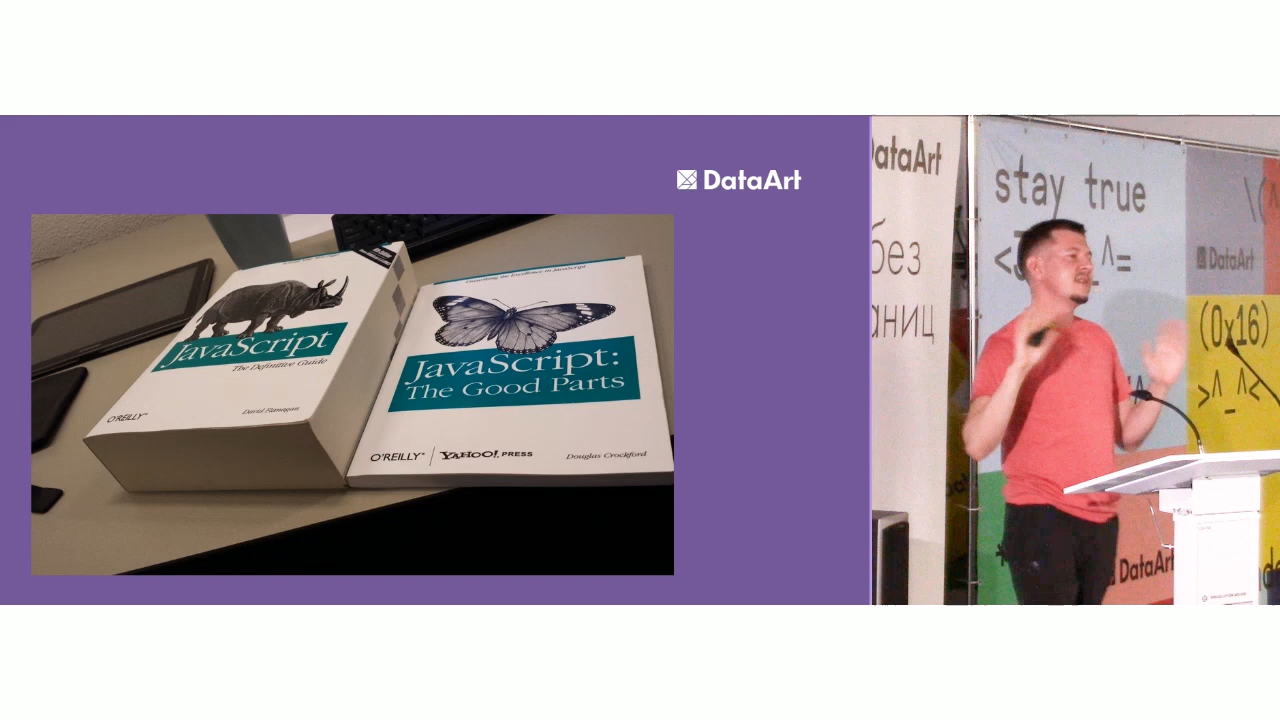 DataArt
JavaScript
The Definitive Guide
O'REILLY™
David Flanagan
Unearthing the Excellence in JavaScript
JavaScript:
The Good Parts
O'REILLY® | YAHOO! PRESS
Douglas Crockford
DataArt
без
аниц
stay true
DataArt
(0x16)
>^_^<
DataArt